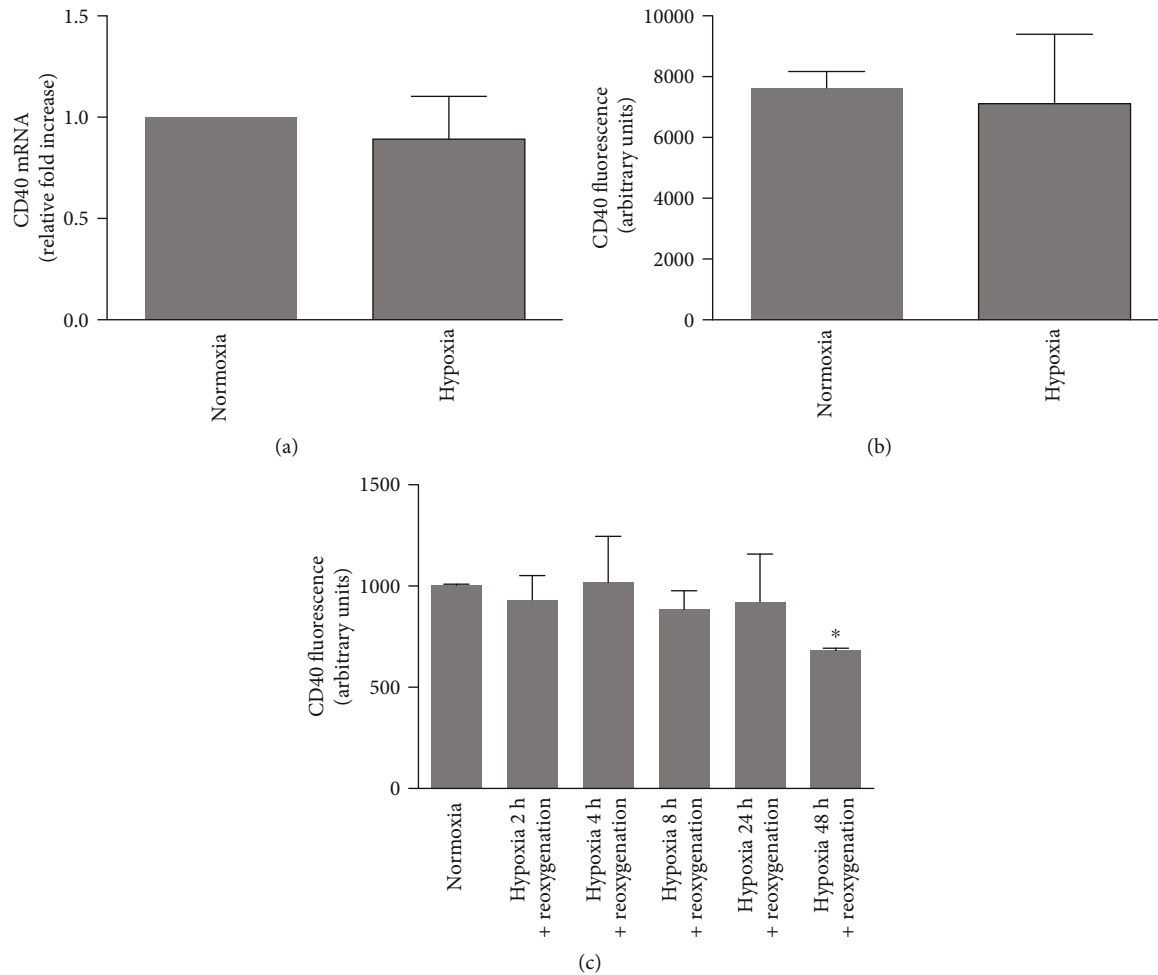 CD40 mRNA
(relative fold increase)
1.5
1.0
0.5
0.0
Normoxia
Hypoxia
(a)
CD40 fluorescence
(arbitrary units)
10000
8000
6000
4000
2000
0
Normoxia
Hypoxia
(b)
CD40 fluorescence
(arbitrary units)
1500
1000
500
0
*
Normoxia
Hypoxia 2 h
+ reoxygenation
Hypoxia 4 h
+ reoxygenation
Hypoxia 8 h
+ reoxygenation
Hypoxia 24 h
+ reoxygenation
Hypoxia 48 h
+ reoxygenation
(c)